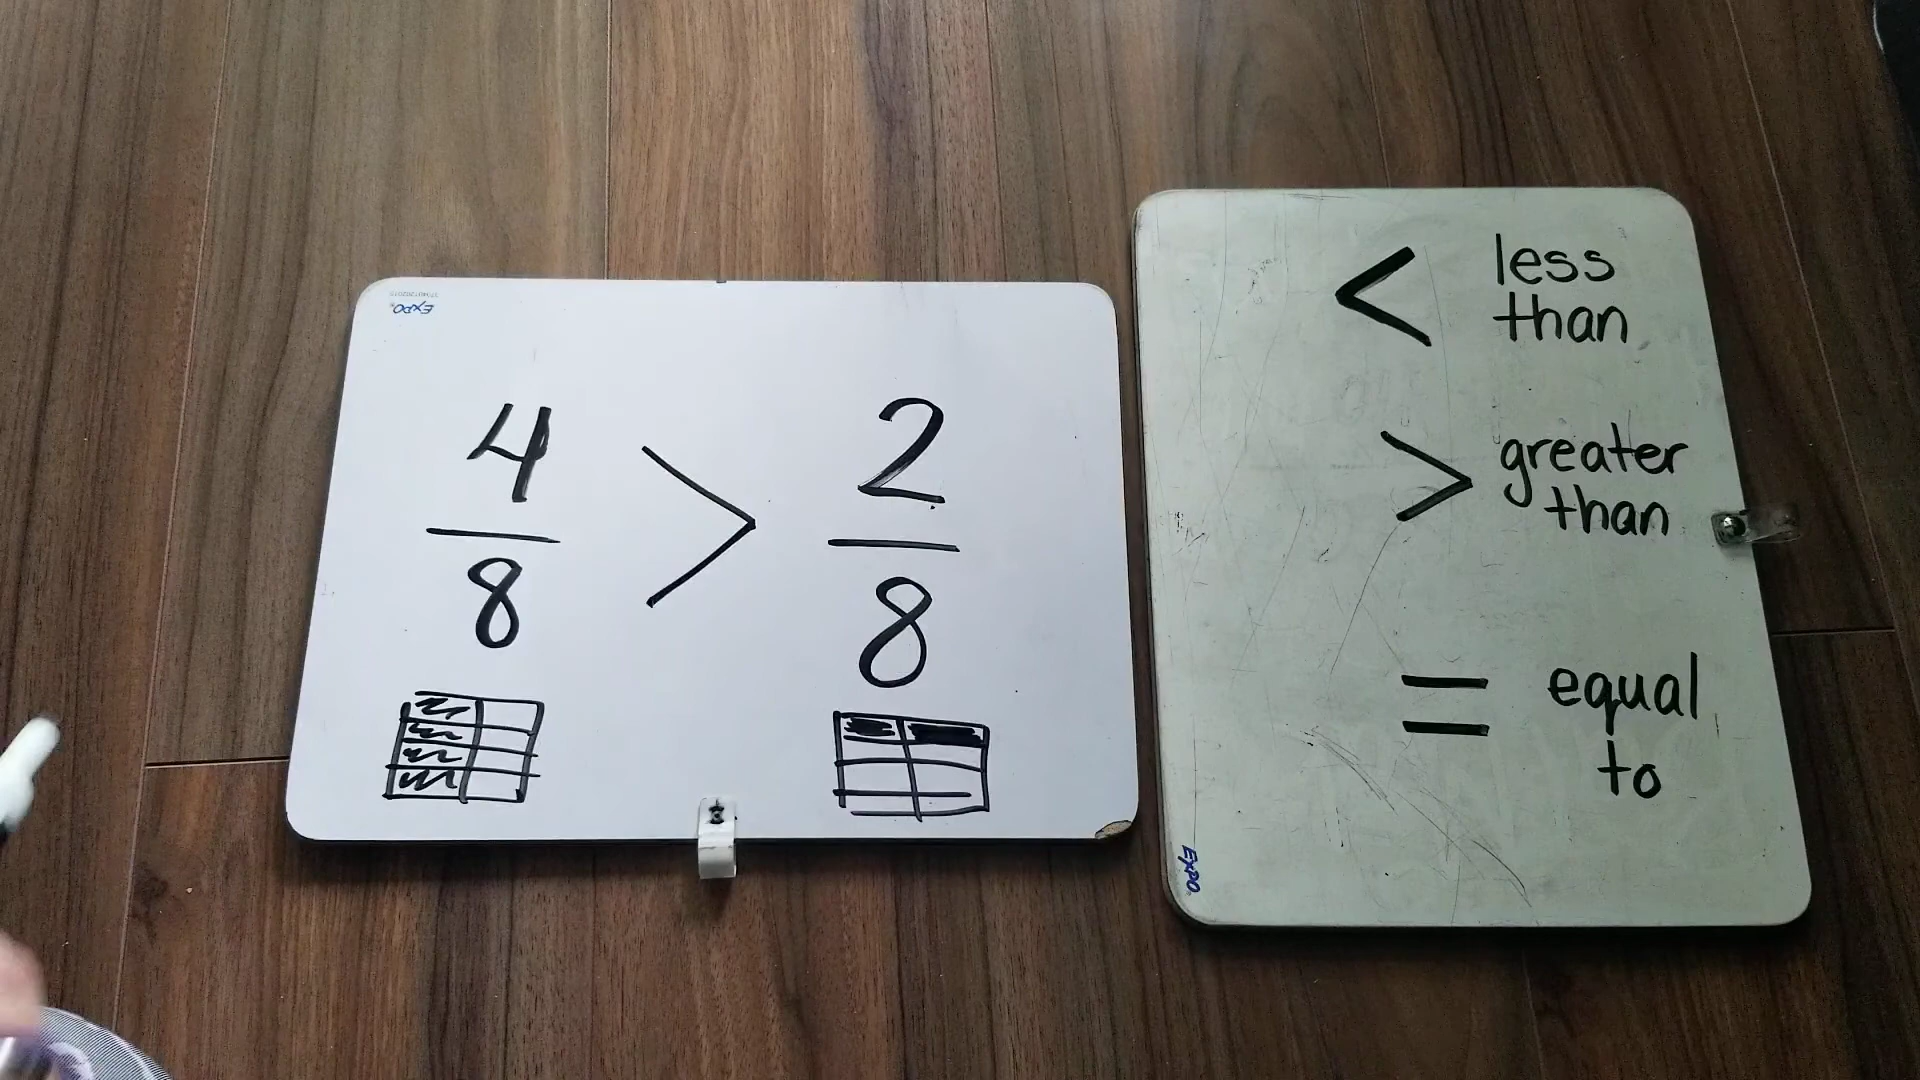 EXPO
4 > 2
8 8
less
than
<
greater
than
>
equal
to
=
EXPO